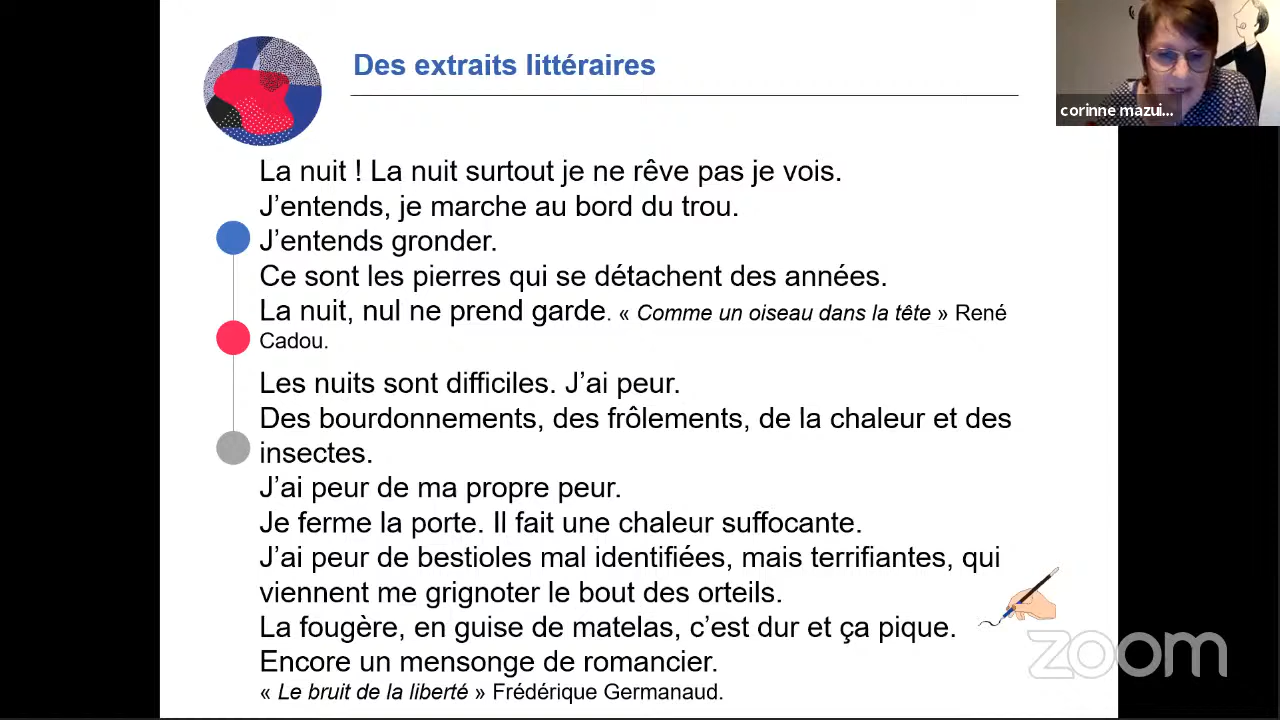 Des extraits littéraires
corinne mazui...
La nuit ! La nuit surtout je ne rêve pas je vois.
J’entends, je marche au bord du trou.
J’entends gronder.
Ce sont les pierres qui se détachent des années.
La nuit, nul ne prend garde. « Comme un oiseau dans la tête » René
Cadou.
Les nuits sont difficiles. J’ai peur.
Des bourdonnements, des frôlements, de la chaleur et des
insectes.
J’ai peur de ma propre peur.
Je ferme la porte. Il fait une chaleur suffocante.
J’ai peur de bestioles mal identifiées, mais terrifiantes, qui
viennent me grignoter le bout des orteils.
La fougère, en guise de matelas, c’est dur et ça pique.
Encore un mensonge de romancier.
« Le bruit de la liberté » Frédérique Germanaud.
zoom